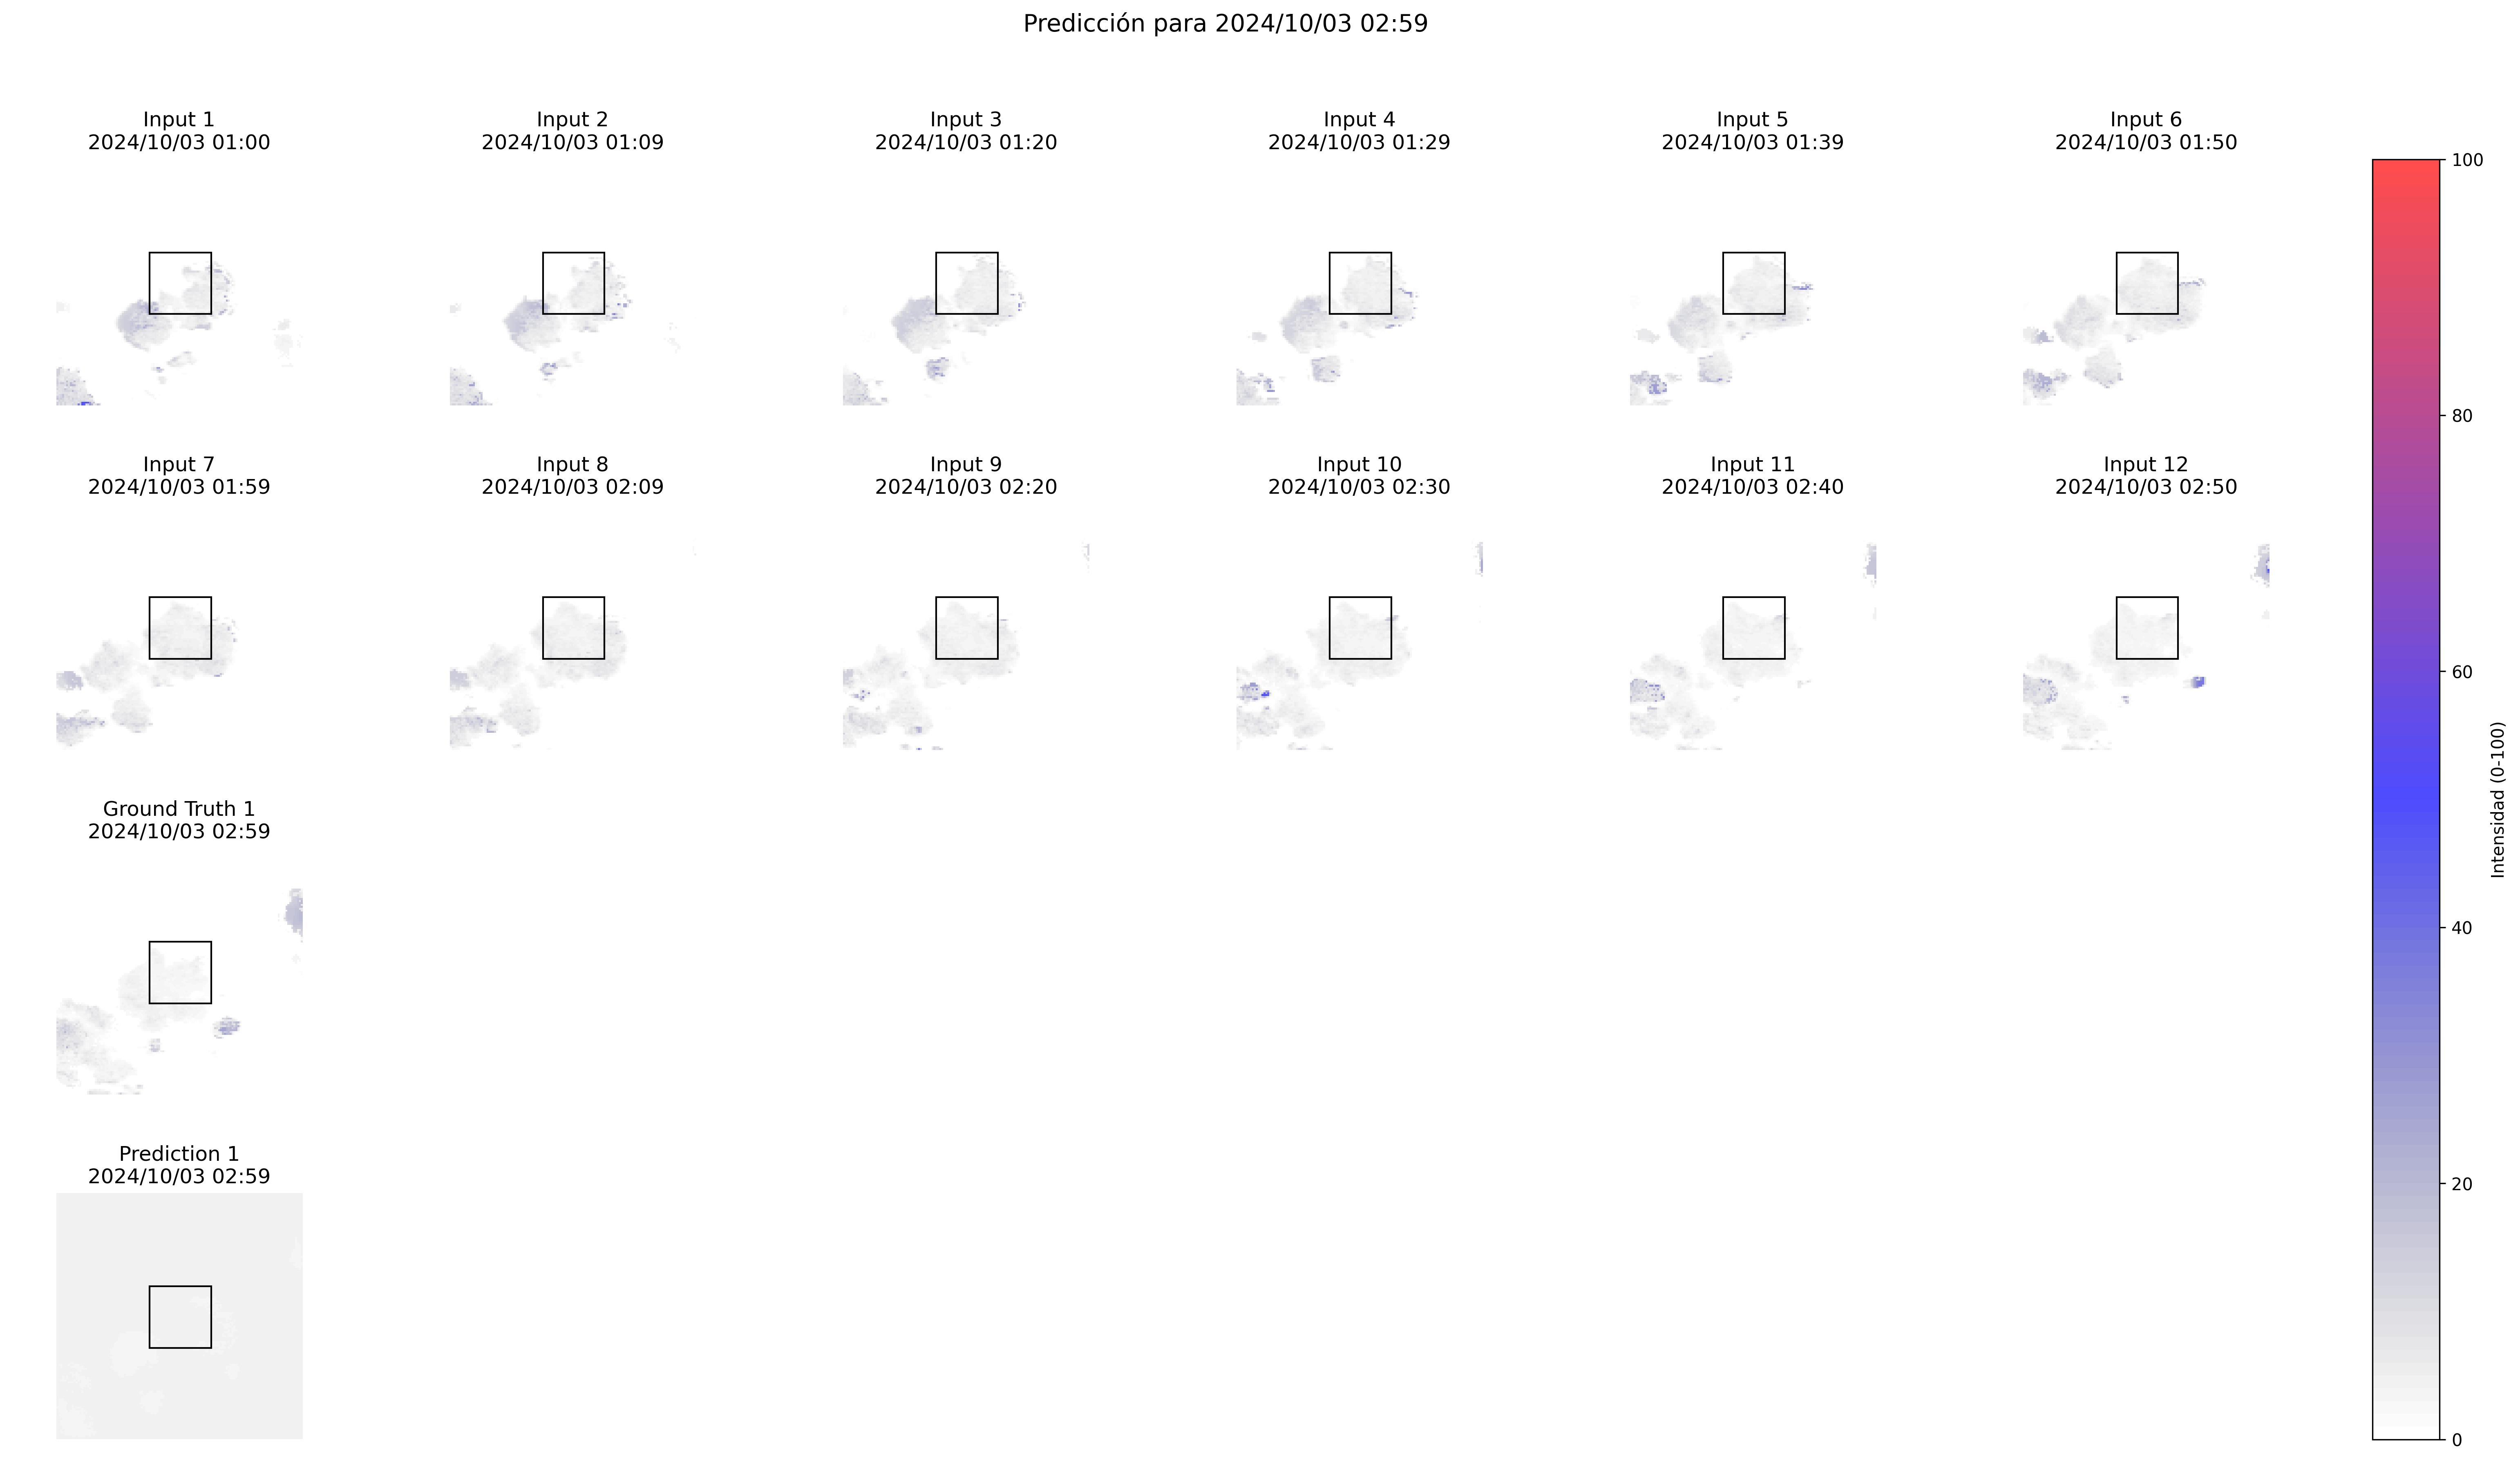 Predicción para 2024/10/03 02:59
Input 1
2024/10/03 01:00
Input 2
2024/10/03 01:09
Input 3
2024/10/03 01:20
Input 4
2024/10/03 01:29
Input 5
2024/10/03 01:39
Input 6
2024/10/03 01:50
Input 7
2024/10/03 01:59
Input 8
2024/10/03 02:09
Input 9
2024/10/03 02:20
Input 10
2024/10/03 02:30
Input 11
2024/10/03 02:40
Input 12
2024/10/03 02:50
Ground Truth 1
2024/10/03 02:59
Prediction 1
2024/10/03 02:59
100
80
60
40
20
0
Intensidad (0-100)